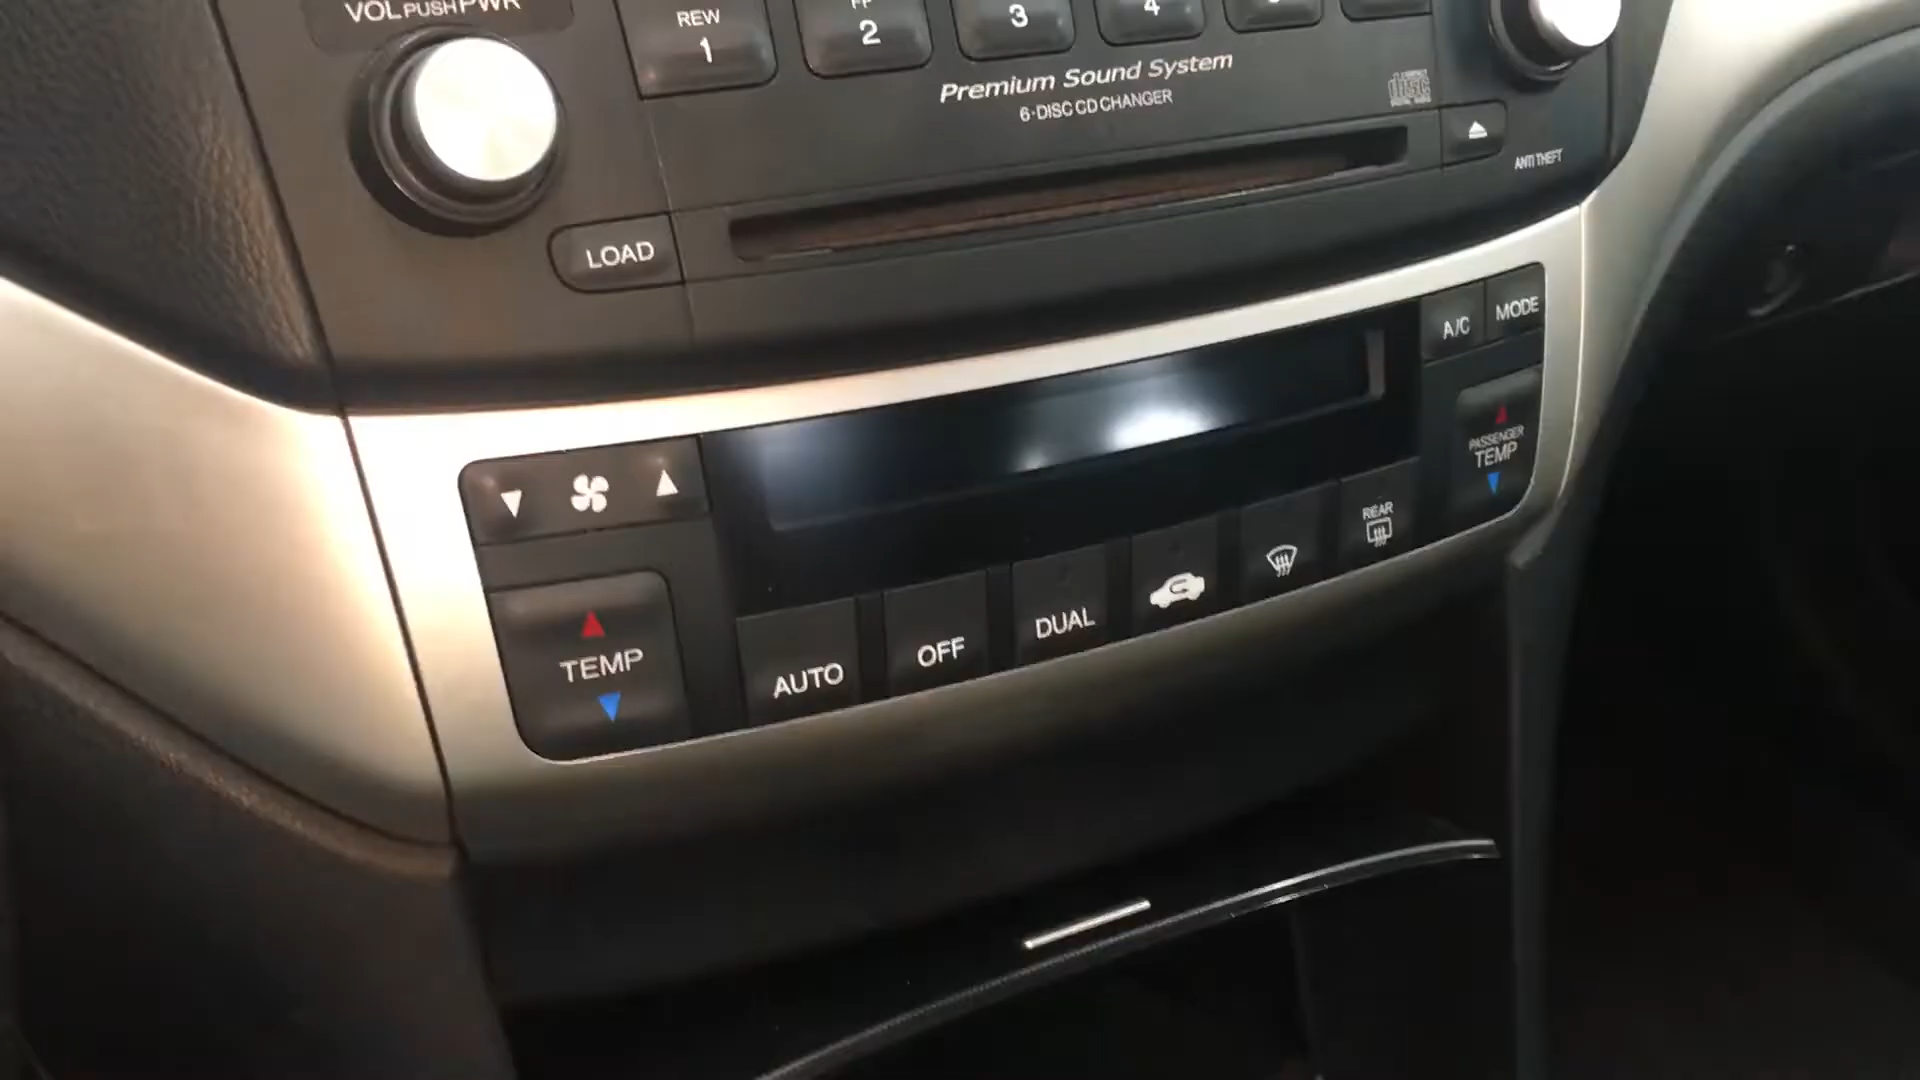 VOL PUSH PWR
REW
1
2
3
4
Premium Sound System
6-DISC CD CHANGER
disc
ANTI THEFT
LOAD
A/C
MODE
PASSENGER
TEMP
REAR
TEMP
AUTO
OFF
DUAL